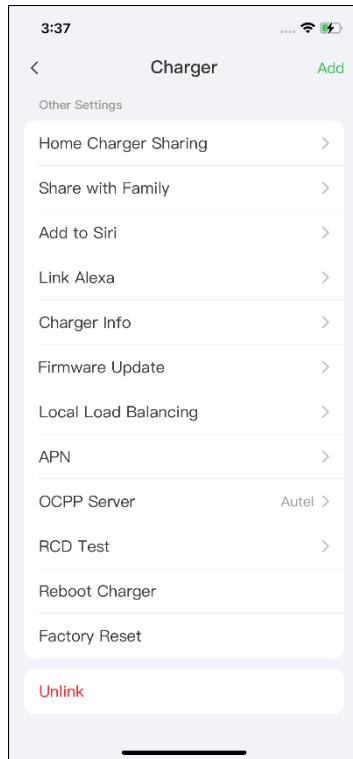 3:37
Charger
Add
Other Settings
Home Charger Sharing
Share with Family
Add to Siri
Link Alexa
Charger Info
Firmware Update
Local Load Balancing
APN
OCPP Server Autel
RCD Test
Reboot Charger
Factory Reset
Unlink